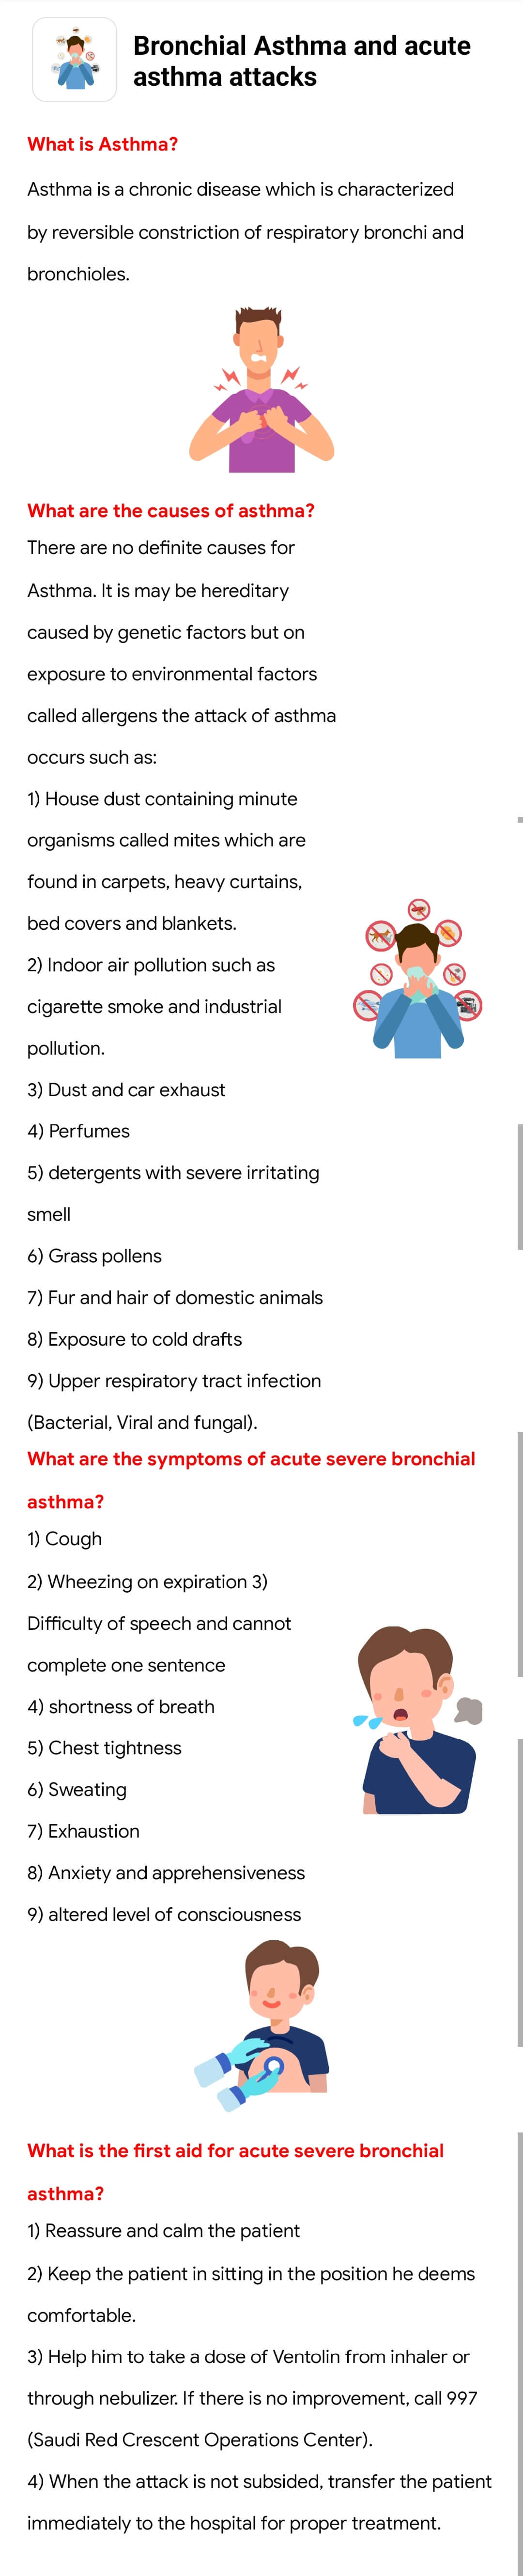 Bronchial Asthma and acute
asthma attacks
What is Asthma?
Asthma is a chronic disease which is characterized
by reversible constriction of respiratory bronchi and
bronchioles.
What are the causes of asthma?
There are no definite causes for
Asthma. It is may be hereditary
caused by genetic factors but on
exposure to environmental factors
called allergens the attack of asthma
occurs such as:
1) House dust containing minute
organisms called mites which are
found in carpets, heavy curtains,
bed covers and blankets.
2) Indoor air pollution such as
cigarette smoke and industrial
pollution.
3) Dust and car exhaust
4) Perfumes
5) detergents with severe irritating
smell
6) Grass pollens
7) Fur and hair of domestic animals
8) Exposure to cold drafts
9) Upper respiratory tract infection
(Bacterial, Viral and fungal).
What are the symptoms of acute severe bronchial
asthma?
1) Cough
2) Wheezing on expiration 3)
Difficulty of speech and cannot
complete one sentence
4) shortness of breath
5) Chest tightness
6) Sweating
7) Exhaustion
8) Anxiety and apprehensiveness
9) altered level of consciousness
What is the first aid for acute severe bronchial
asthma?
1) Reassure and calm the patient
2) Keep the patient in sitting in the position he deems
comfortable.
3) Help him to take a dose of Ventolin from inhaler or
through nebulizer. If there is no improvement, call 997
(Saudi Red Crescent Operations Center).
4) When the attack is not subsided, transfer the patient
immediately to the hospital for proper treatment.